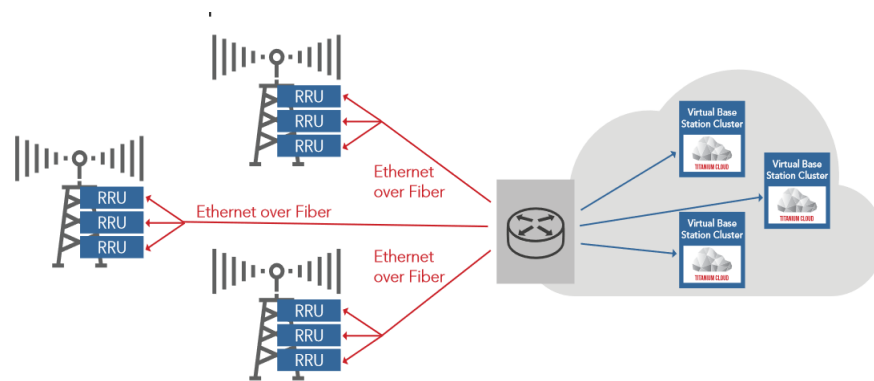 RRU
RRU
RRU
Ethernet
over Fiber
RRU
RRU
RRU
Ethernet over Fiber
RRU
RRU
RRU
Ethernet
over Fiber
Virtual Base
Station Cluster
TITANIUM CLOUD
Virtual Base
Station Cluster
TITANIUM CLOUD
Virtual Base
Station Cluster
TITANIUM CLOUD